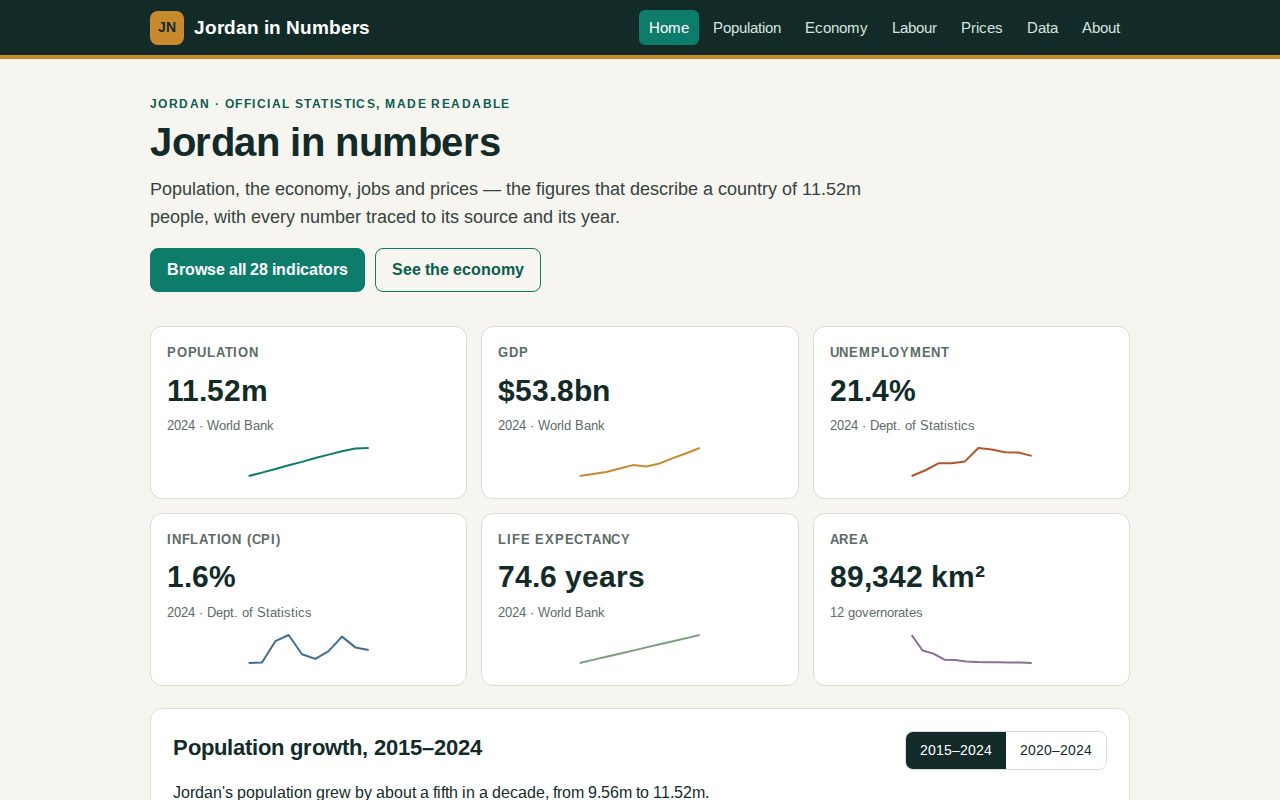 JN
Jordan in Numbers
Home
Population
Economy
Labour
Prices
Data
About
JORDAN · OFFICIAL STATISTICS, MADE READABLE
Jordan in numbers
Population, the economy, jobs and prices — the figures that describe a country of 11.52m
people, with every number traced to its source and its year.
Browse all 28 indicators
See the economy
POPULATION
11.52m
2024 · World Bank
GDP
$53.8bn
2024 · World Bank
UNEMPLOYMENT
21.4%
2024 · Dept. of Statistics
INFLATION (CPI)
1.6%
2024 · Dept. of Statistics
LIFE EXPECTANCY
74.6 years
2024 · World Bank
AREA
89,342 km²
12 governorates
Population growth, 2015–2024
2015–2024
2020–2024
Jordan's population grew by about a fifth in a decade, from 9.56m to 11.52m.